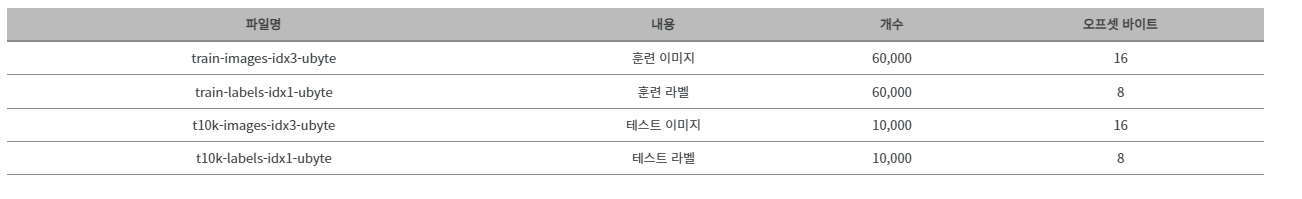 파일명 내용 개수 오프셋 바이트
train-images-idx3-ubyte 훈련 이미지 60,000 16
train-labels-idx1-ubyte 훈련 라벨 60,000 8
t10k-images-idx3-ubyte 테스트 이미지 10,000 16
t10k-labels-idx1-ubyte 테스트 라벨 10,000 8